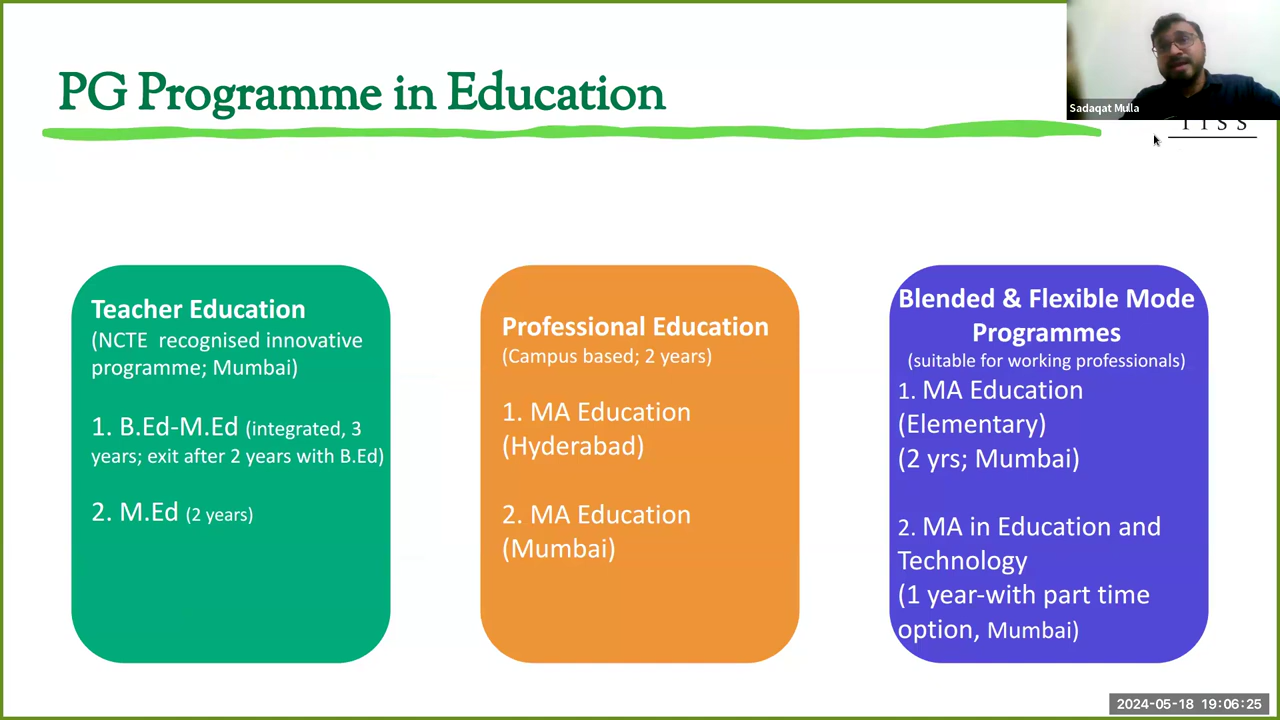 PG Programme in Education
Sadaqat Mulla
TISS
Teacher Education
(NCTE recognised innovative
programme; Mumbai)
1. B.Ed-M.Ed (integrated, 3
years; exit after 2 years with B.Ed)
2. M.Ed (2 years)
Professional Education
(Campus based; 2 years)
1. MA Education
(Hyderabad)
2. MA Education
(Mumbai)
Blended & Flexible Mode
Programmes
(suitable for working professionals)
1. MA Education
(Elementary)
(2 yrs; Mumbai)
2. MA in Education and
Technology
(1 year-with part time
option, Mumbai)
2024-05-18 19:06:25